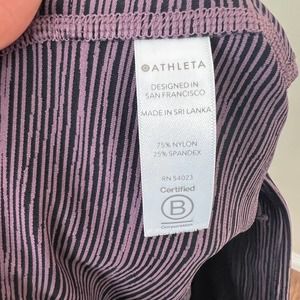 ATHLETA
DESIGNED IN
SAN FRANCISCO
MADE IN SRI LANKA
75% NYLON
25% SPANDEX
RN 54023
Certified
B
Corporation